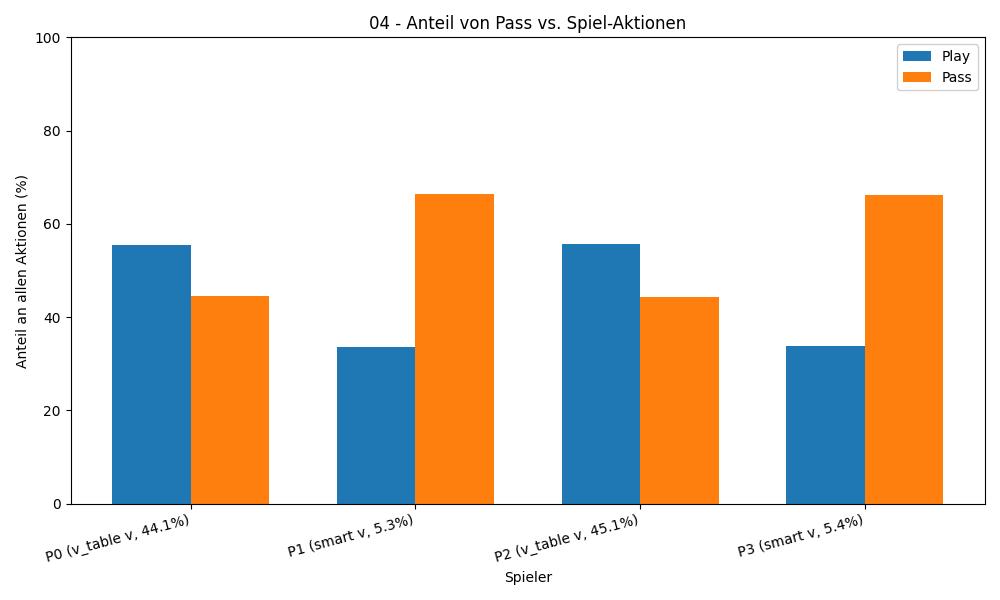 04 - Anteil von Pass vs. Spiel-Aktionen
Play
Pass
Anteil an allen Aktionen (%)
100
80
60
40
20
0
P0 (v_table v, 44.1%)
P1 (smart v, 5.3%)
P2 (v_table v, 45.1%)
P3 (smart v, 5.4%)
Spieler